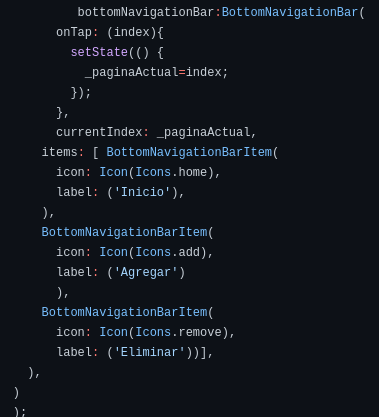 bottomNavigationBar:BottomNavigationBar(
onTap: (index){
setState(() {
_paginaActual=index;
});
},
currentIndex: _paginaActual,
items: [ BottomNavigationBarItem(
icon: Icon(Icons.home),
label: ('Inicio'),
),
BottomNavigationBarItem(
icon: Icon(Icons.add),
label: ('Agregar')
),
BottomNavigationBarItem(
icon: Icon(Icons.remove),
label: ('Eliminar'))],
),
)
);